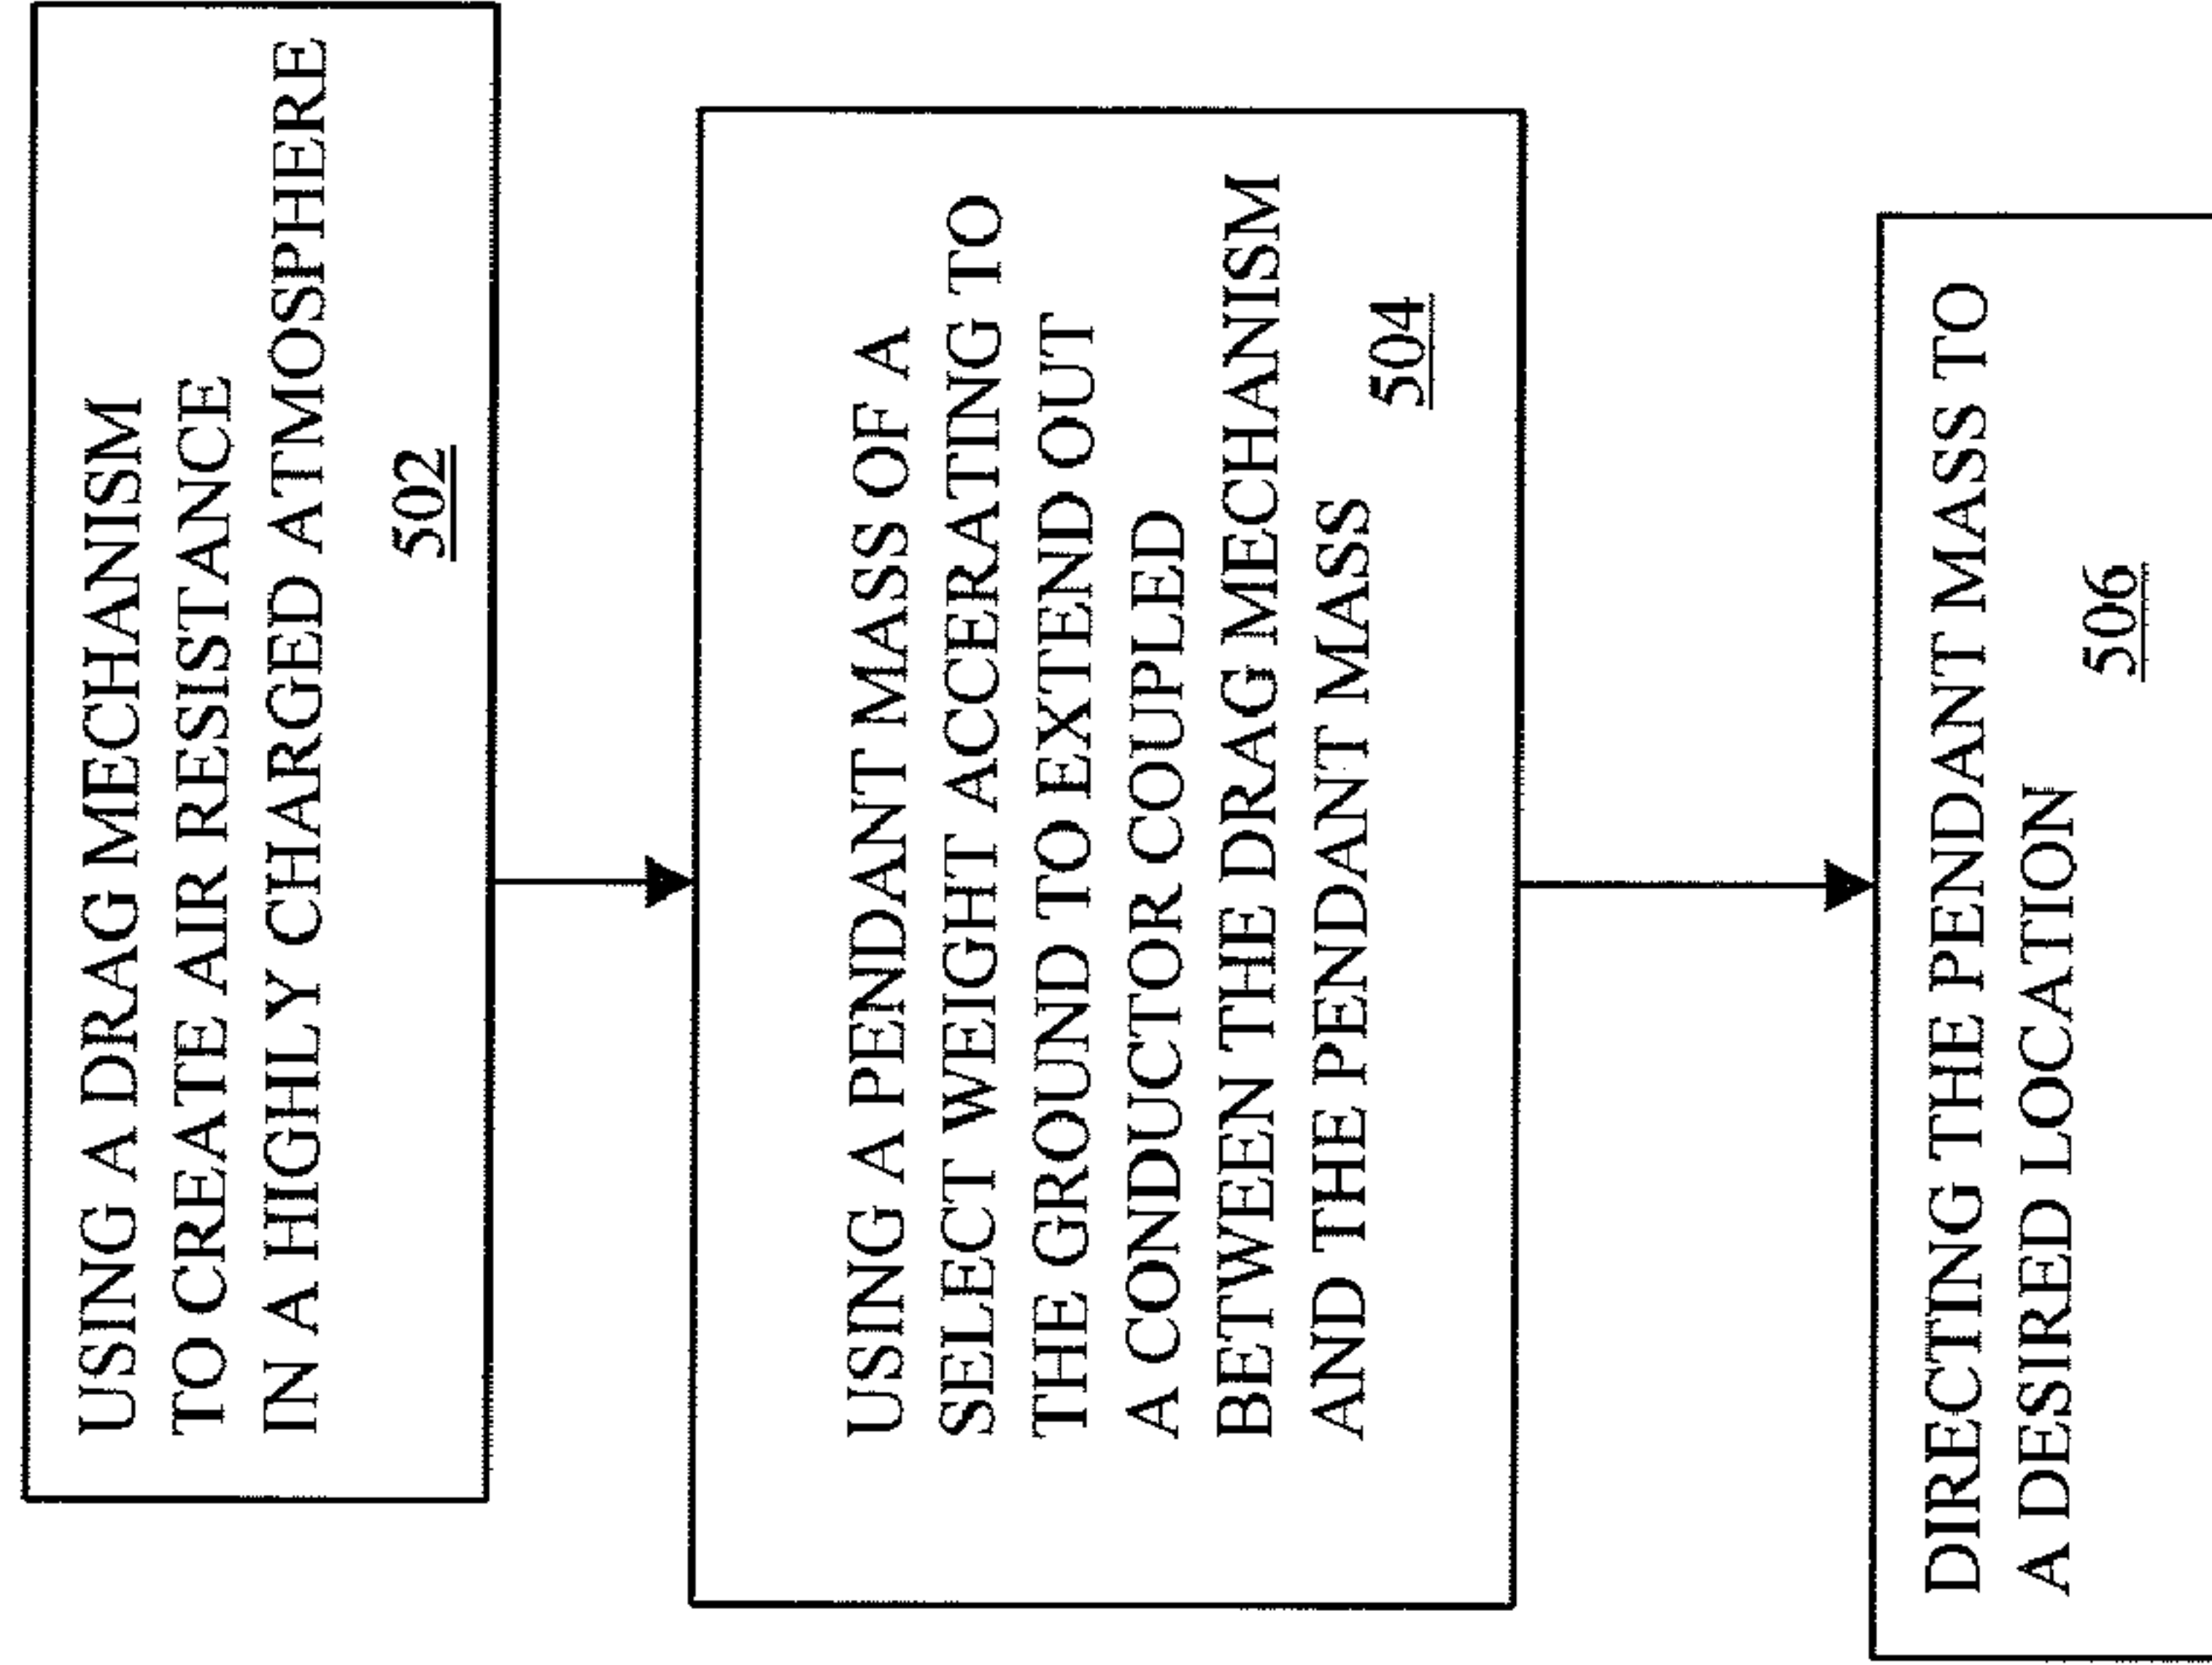 USING A DRAG MECHANISM
TO CREATE AIR RESISTANCE
IN A HIGHLY CHARGED ATMOSPHERE
502
USING A PENDANT MASS OF A
SELECT WEIGHT ACCERATING TO
THE GROUND TO EXTEND OUT
A CONDUCTOR COUPLED
BETWEEN THE DRAG MECHANISM
AND THE PENDANT MASS
504
DIRECTING THE PENDANT MASS TO
A DESIRED LOCATION
506